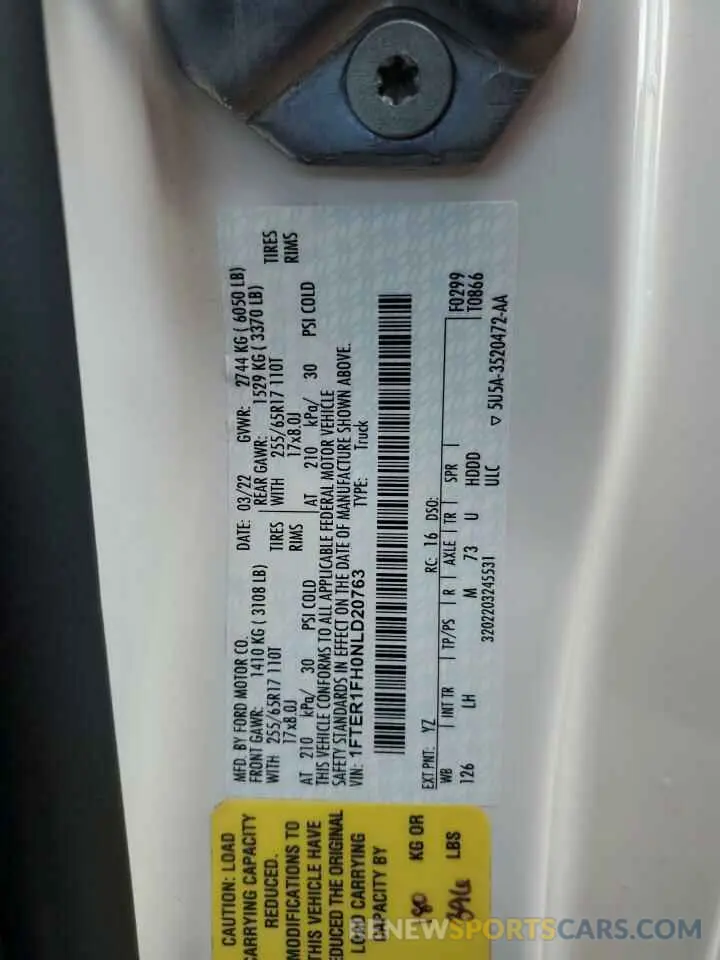 MFD. BY FORD MOTOR CO. DATE: 03/22 GVWR: 2744 KG ( 6050 LB)
FRONT GAWR: 1410 KG ( 3108 LB) REAR GAWR: 1529 KG ( 3370 LB)
WITH 255/65R17 110T TIRES WITH 255/65R17 110T TIRES
17x8.0J RIMS 17x8.0J RIMS
AT 210 kPa/ 30 PSI COLD AT 210 kPa/ 30 PSI COLD
THIS VEHICLE CONFORMS TO ALL APPLICABLE FEDERAL MOTOR VEHICLE
SAFETY STANDARDS IN EFFECT ON THE DATE OF MANUFACTURE SHOWN ABOVE.
VIN: 1FTER1FH0NLD20763 TYPE: Truck
EXT PNT: YZ RC: 16 DSO: F0299
WB INT TR TP/PS R AXLE TR SPR T0866
126 LH M 73 U HDDD
3202203245531 ULC ▽ 5U5A-3520472-AA
CAUTION: LOAD
CARRYING CAPACITY
REDUCED.
MODIFICATIONS TO
THIS VEHICLE HAVE
REDUCED THE ORIGINAL
LOAD CARRYING
CAPACITY BY
KG OR
LBS
RENEWSPORTSCARS.COM